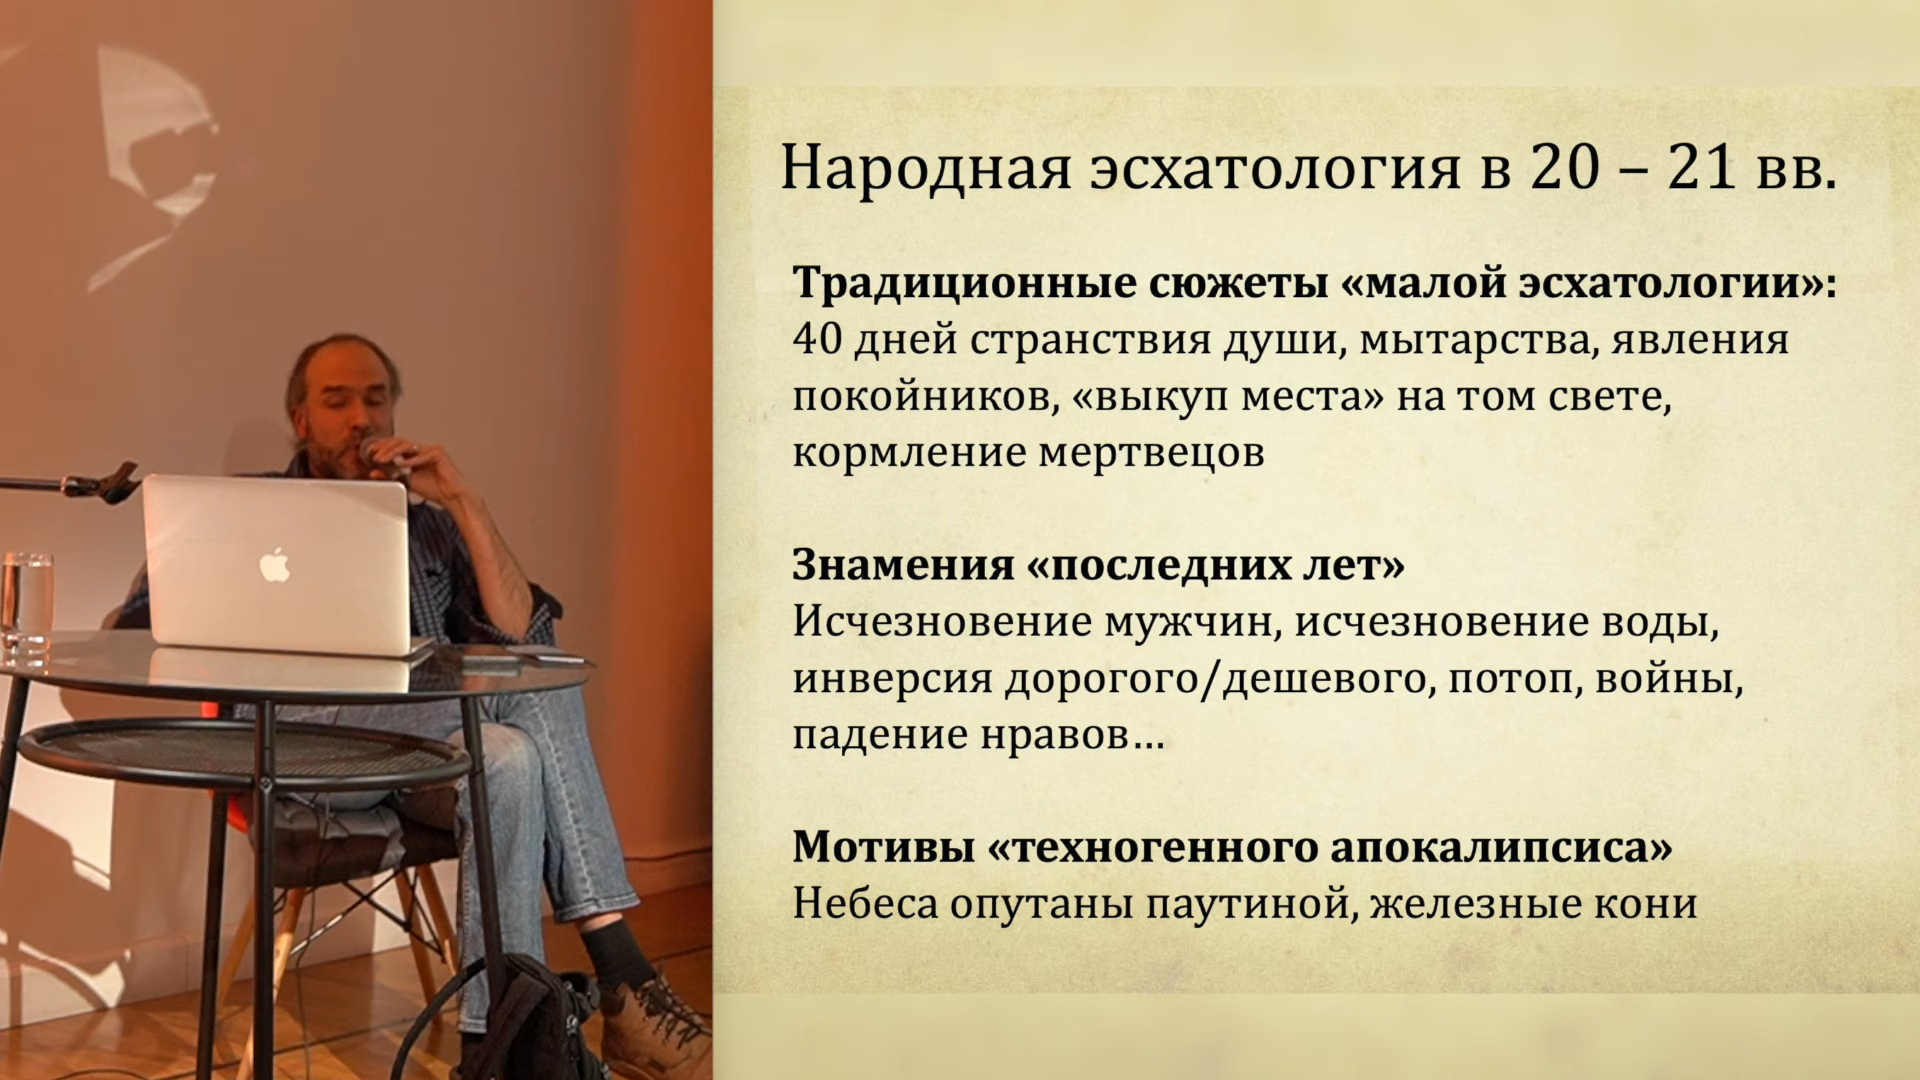 Народная эсхатология в 20 – 21 вв.
Традиционные сюжеты «малой эсхатологии»:
40 дней странствия души, мытарства, явления
покойников, «выкуп места» на том свете,
кормление мертвецов
Знамения «последних лет»
Исчезновение мужчин, исчезновение воды,
инверсия дорогого/дешевого, потоп, войны,
падение нравов…
Мотивы «техногенного апокалипсиса»
Небеса опутаны паутиной, железные кони